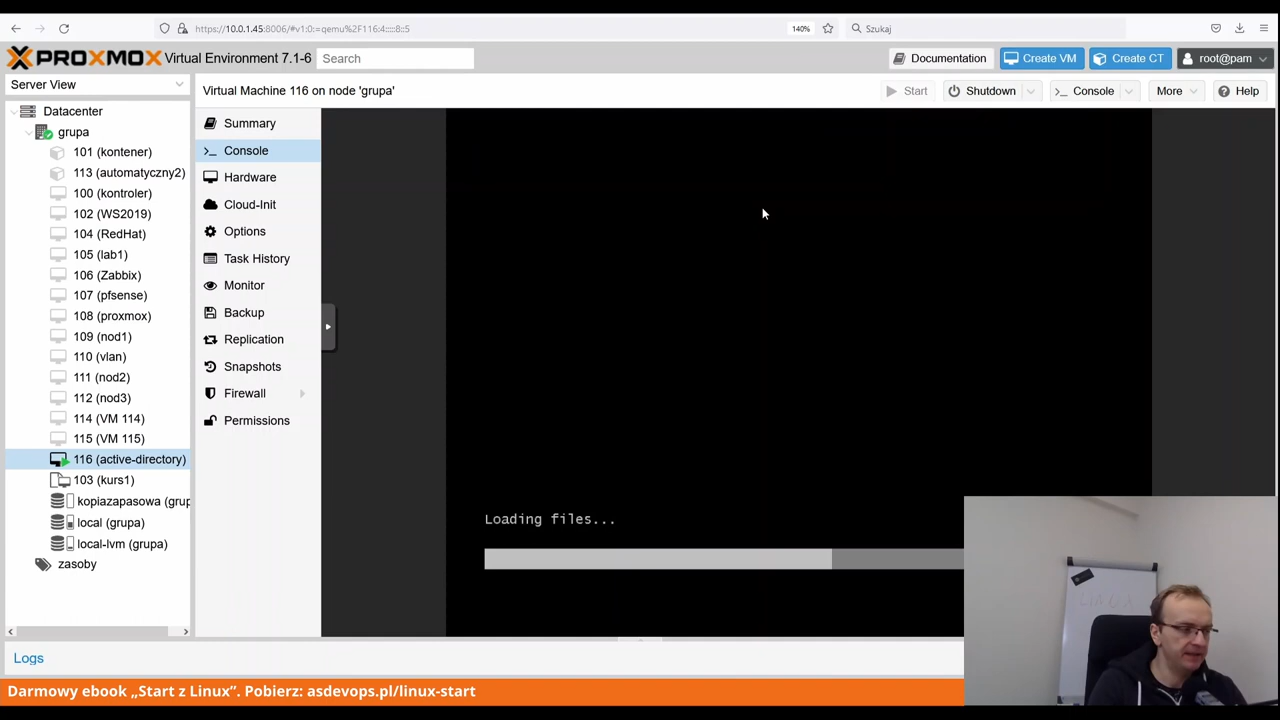 https://10.0.1.45:8006/#v1:0:=qemu%2F116:4:::::8::5
140%
Szukaj
PROXMOX Virtual Environment 7.1-6
Search
Documentation
Create VM
Create CT
root@pam
Server View
Virtual Machine 116 on node 'grupa'
Start
Shutdown
Console
More
Help
Datacenter
grupa
101 (kontener)
113 (automatyczny2)
100 (kontroler)
102 (WS2019)
104 (RedHat)
105 (lab1)
106 (Zabbix)
107 (pfsense)
108 (proxmox)
109 (nod1)
110 (vlan)
111 (nod2)
112 (nod3)
114 (VM 114)
115 (VM 115)
116 (active-directory)
103 (kurs1)
kopiazapasowa (grup
local (grupa)
local-lvm (grupa)
zasoby
Summary
Console
Hardware
Cloud-Init
Options
Task History
Monitor
Backup
Replication
Snapshots
Firewall
Permissions
Loading files...
Logs
Darmowy ebook „Start z Linux”. Pobierz: asdevops.pl/linux-start